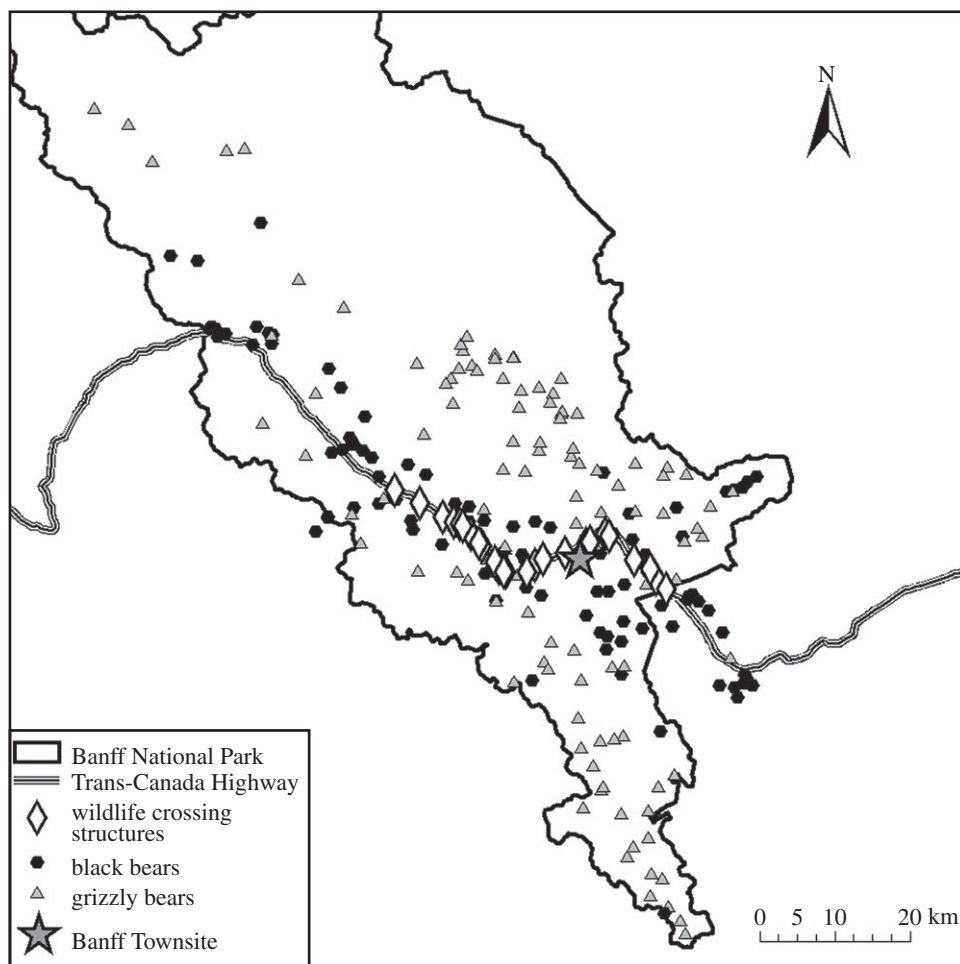 N
Banff National Park
Trans-Canada Highway
wildlife crossing
structures
black bears
grizzly bears
Banff Townsite
0 5 10 20 km